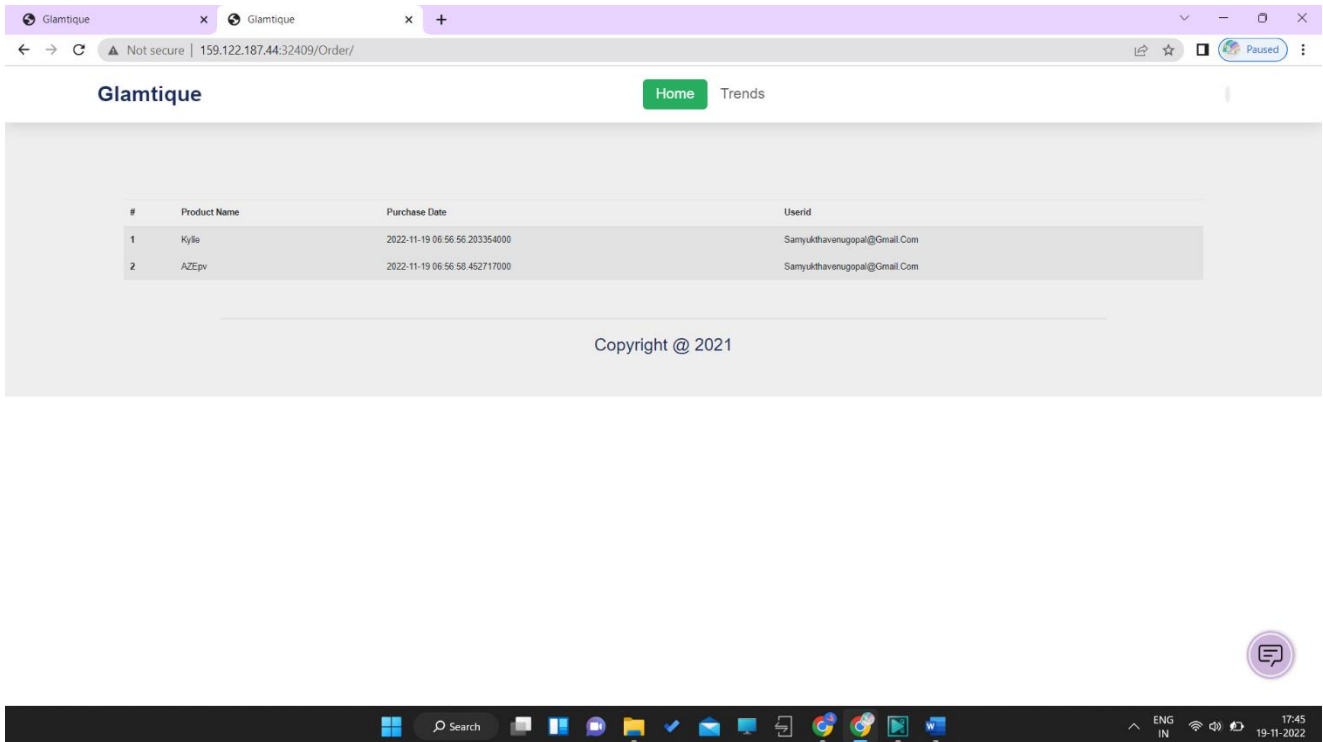 Glamtique
Glamtique
Not secure | 159.122.187.44:32409/Order/
Paused
Glamtique
Home
Trends
# Product Name Purchase Date Userid
1 Kylie 2022-11-19 06:56:56.203354000 Samyukthavenugopal@Gmail.Com
2 AZEpv 2022-11-19 06:56:58.452717000 Samyukthavenugopal@Gmail.Com
Copyright @ 2021
Search
ENG
IN
17:45
19-11-2022